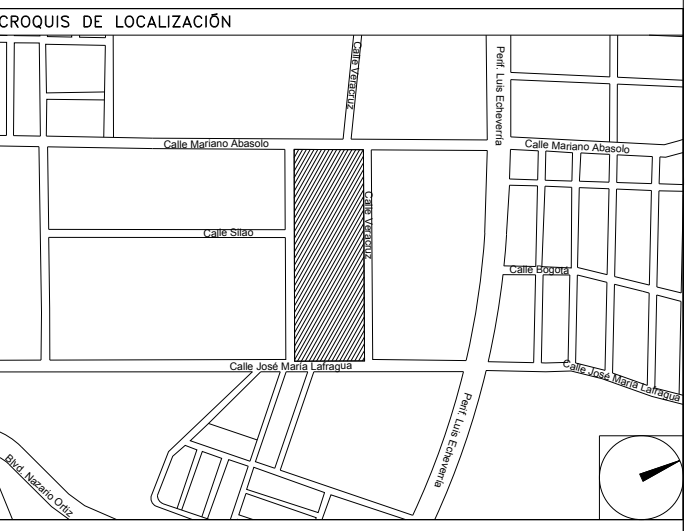 CROQUIS DE LOCALIZACIÓN
Calle Veracruz
Perif. Luis Echeverría
Calle Mariano Abasolo
Calle Mariano Abasolo
Calle Veracruz
Calle Silao
Calle Bogotá
Calle José María Lafragua
Calle José María Lafragua
Perif. Luis Echeverría
Blvd. Nazario Ortiz